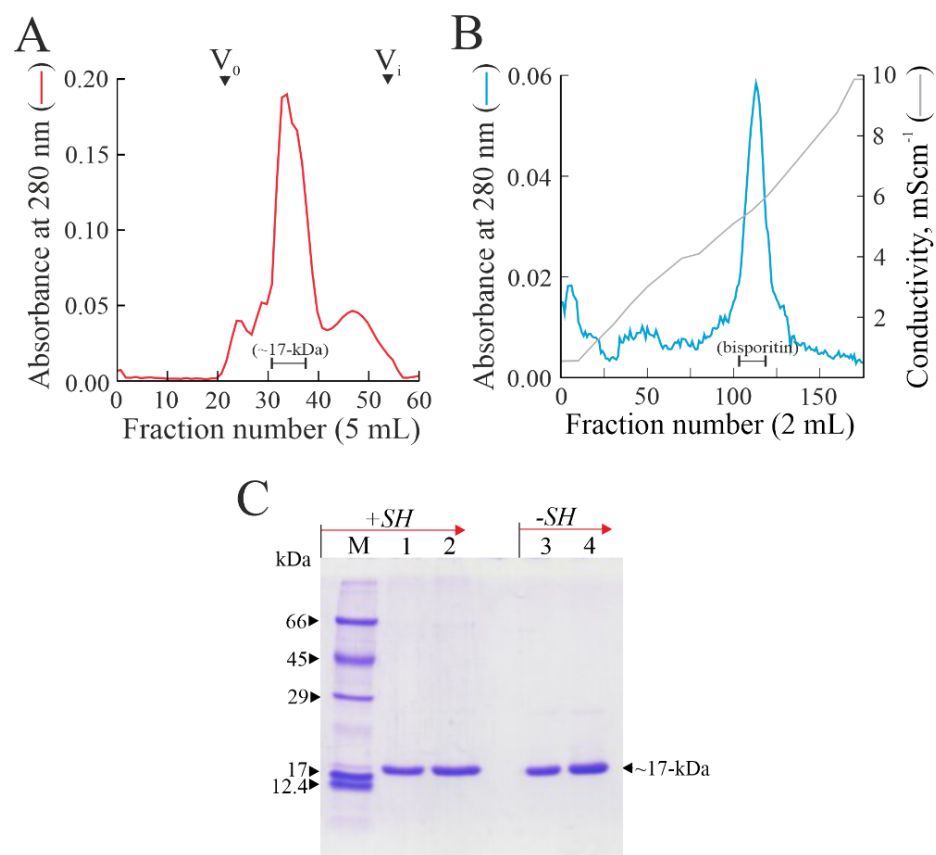 A
V₀
Vᵢ
Absorbance at 280 nm (—)
0.20
0.15
0.10
0.05
0.00
(~17-kDa)
0 10 20 30 40 50 60
Fraction number (5 mL)
B
Absorbance at 280 nm (—)
0.06
0.04
0.02
0.00
(bisporitin)
0 50 100 150
Fraction number (2 mL)
10
8
6
4
2
Conductivity, mScm⁻¹ (—)
C
+SH -SH
kDa M 1 2 3 4
66
45
29
17
12.4
~17-kDa